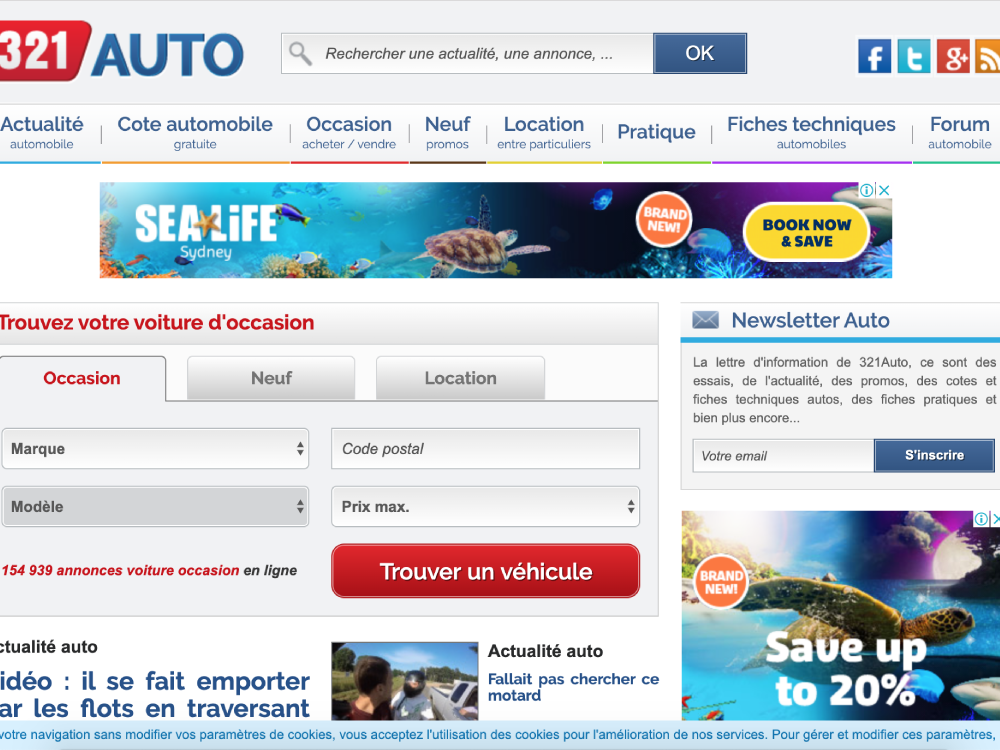 321 AUTO
Rechercher une actualité, une annonce, ...
OK
Actualité
automobile
Cote automobile
gratuite
Occasion
acheter / vendre
Neuf
promos
Location
entre particuliers
Pratique
Fiches techniques
automobiles
Forum
automobile
SEA LiFE
Sydney
BRAND
NEW!
BOOK NOW
& SAVE
Trouvez votre voiture d'occasion
Occasion
Neuf
Location
Marque
Code postal
Modèle
Prix max.
154 939 annonces voiture occasion en ligne
Trouver un véhicule
Newsletter Auto
La lettre d'information de 321Auto, ce sont des
essais, de l'actualité, des promos, des cotes et
fiches techniques autos, des fiches pratiques et
bien plus encore...
Votre email
S'inscrire
BRAND
NEW!
Save up
to 20%
ctualité auto
idéo : il se fait emporter
ar les flots en traversant
Actualité auto
Fallait pas chercher ce
motard
votre navigation sans modifier vos paramètres de cookies, vous acceptez l'utilisation des cookies pour l'amélioration de nos services. Pour gérer et modifier ces paramètres,